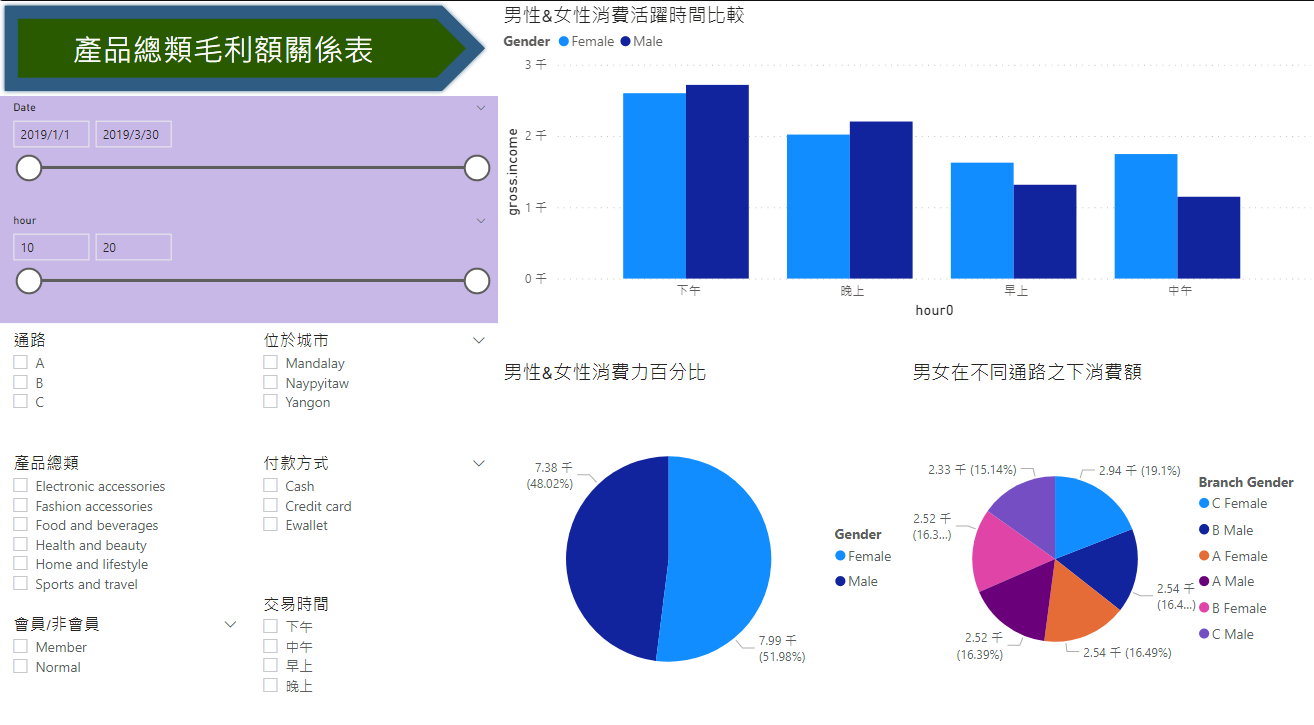 產品總類毛利額關係表
Date
2019/1/1 2019/3/30
hour
10 20
通路
A
B
C
位於城市
Mandalay
Naypyitaw
Yangon
產品總類
Electronic accessories
Fashion accessories
Food and beverages
Health and beauty
Home and lifestyle
Sports and travel
付款方式
Cash
Credit card
Ewallet
會員/非會員
Member
Normal
交易時間
下午
中午
早上
晚上
男性&女性消費活躍時間比較
Gender Female Male
gross.income
3 千
2 千
1 千
0 千
下午 晚上 早上 中午
hour0
男性&女性消費力百分比
7.38 千
(48.02%)
7.99 千
(51.98%)
Gender
Female
Male
男女在不同通路之下消費額
2.33 千 (15.14%)
2.94 千 (19.1%)
2.52 千
(16.3...)
2.54 千
(16.4...)
2.52 千
(16.39%)
2.54 千 (16.49%)
Branch Gender
C Female
B Male
A Female
A Male
B Female
C Male